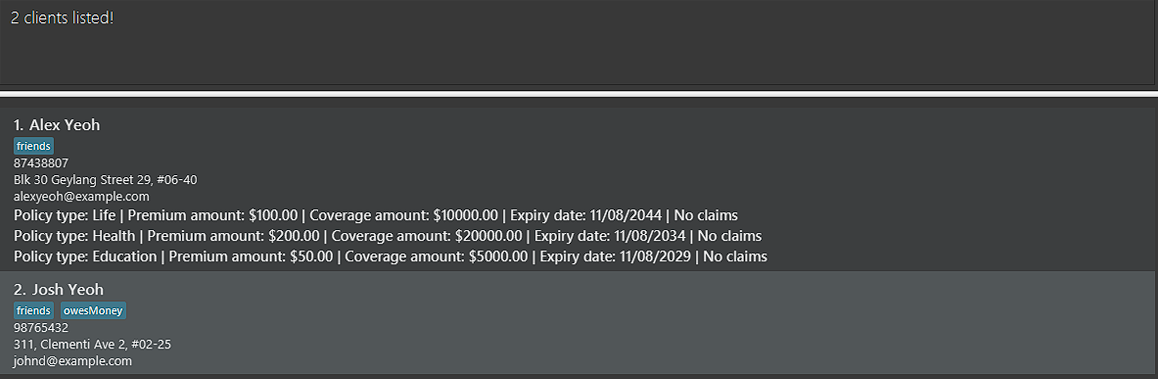 2 clients listed!
1. Alex Yeoh
friends
87438807
Blk 30 Geylang Street 29, #06-40
alexyeoh@example.com
Policy type: Life | Premium amount: $100.00 | Coverage amount: $10000.00 | Expiry date: 11/08/2044 | No claims
Policy type: Health | Premium amount: $200.00 | Coverage amount: $20000.00 | Expiry date: 11/08/2034 | No claims
Policy type: Education | Premium amount: $50.00 | Coverage amount: $5000.00 | Expiry date: 11/08/2029 | No claims
2. Josh Yeoh
friends owesMoney
98765432
311, Clementi Ave 2, #02-25
johnd@example.com